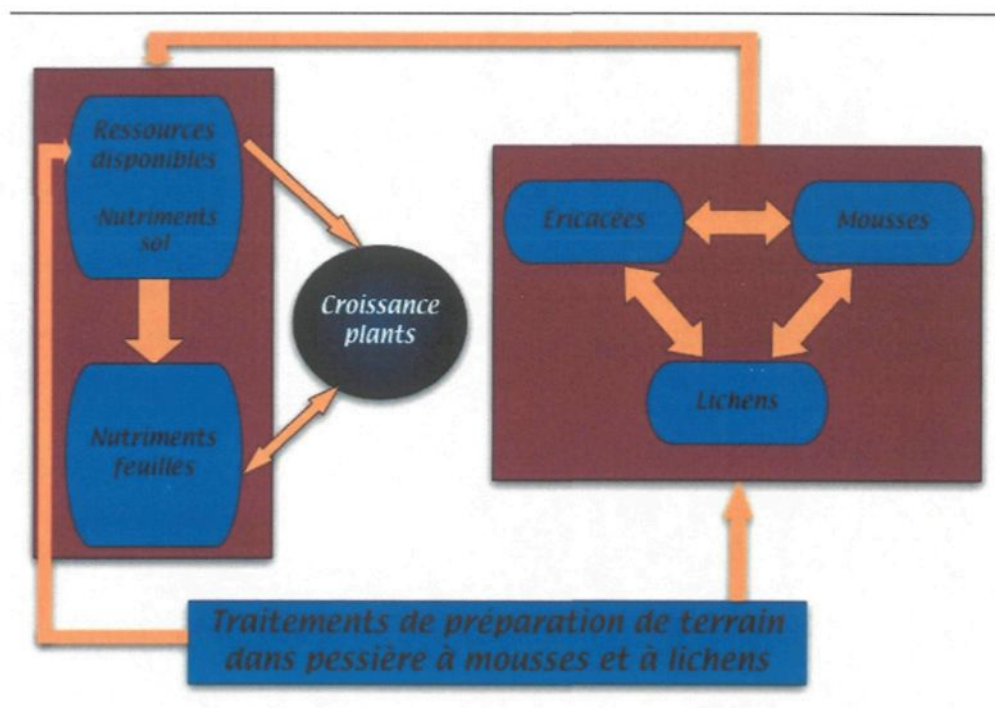 Ressources
disponibles
-Nutriments
sol
Croissance
plants
Nutriments
feuilles
Éricacées
Mousses
Lichens
Traitements de préparation de terrain
dans pessière à mousses et à lichens